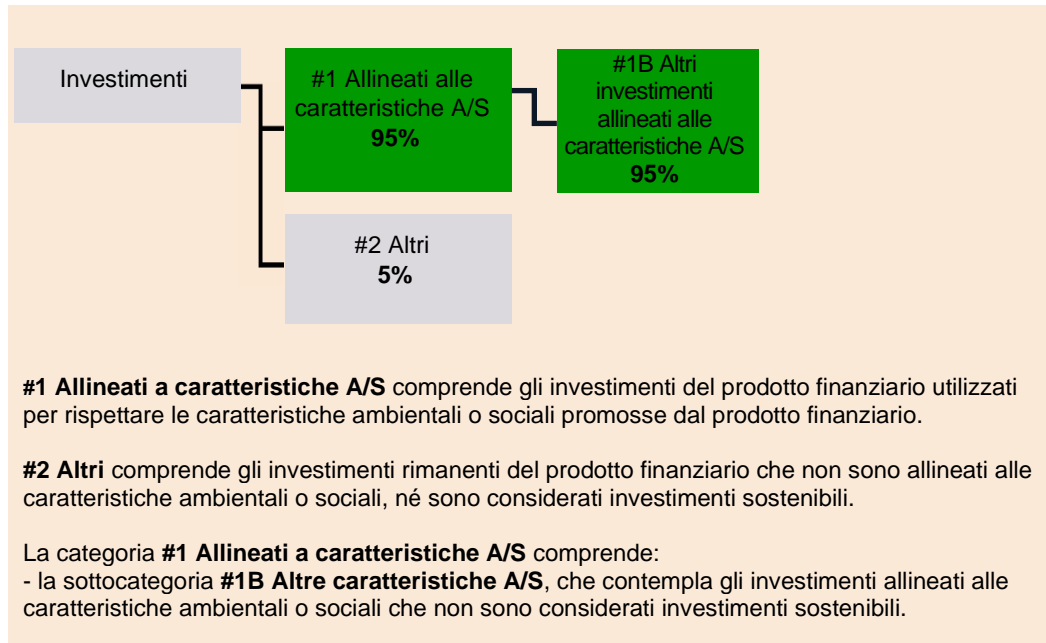 Investimenti
#1 Allineati alle
caratteristiche A/S
95%
#1B Altri
investimenti
allineati alle
caratteristiche A/S
95%
#2 Altri
5%
#1 Allineati a caratteristiche A/S comprende gli investimenti del prodotto finanziario utilizzati
per rispettare le caratteristiche ambientali o sociali promosse dal prodotto finanziario.
#2 Altri comprende gli investimenti rimanenti del prodotto finanziario che non sono allineati alle
caratteristiche ambientali o sociali, né sono considerati investimenti sostenibili.
La categoria #1 Allineati a caratteristiche A/S comprende:
- la sottocategoria #1B Altre caratteristiche A/S, che contempla gli investimenti allineati alle
caratteristiche ambientali o sociali che non sono considerati investimenti sostenibili.